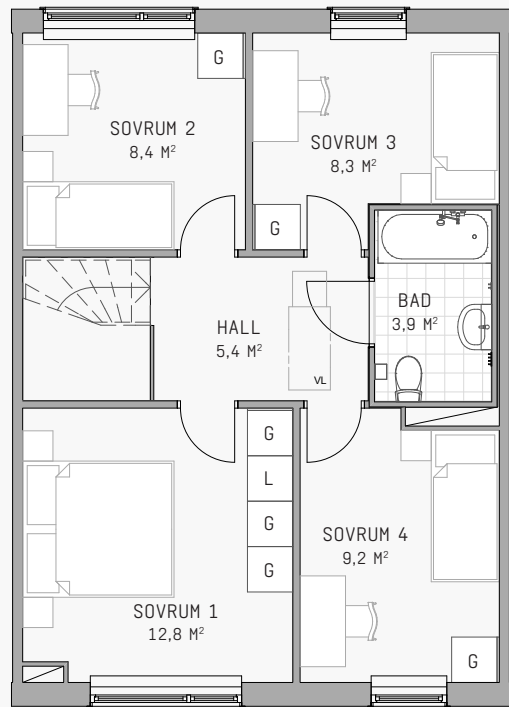 G
SOVRUM 2
8,4 M²
SOVRUM 3
8,3 M²
G
BAD
3,9 M²
HALL
5,4 M²
VL
G
L
G
G
SOVRUM 4
9,2 M²
SOVRUM 1
12,8 M²
G